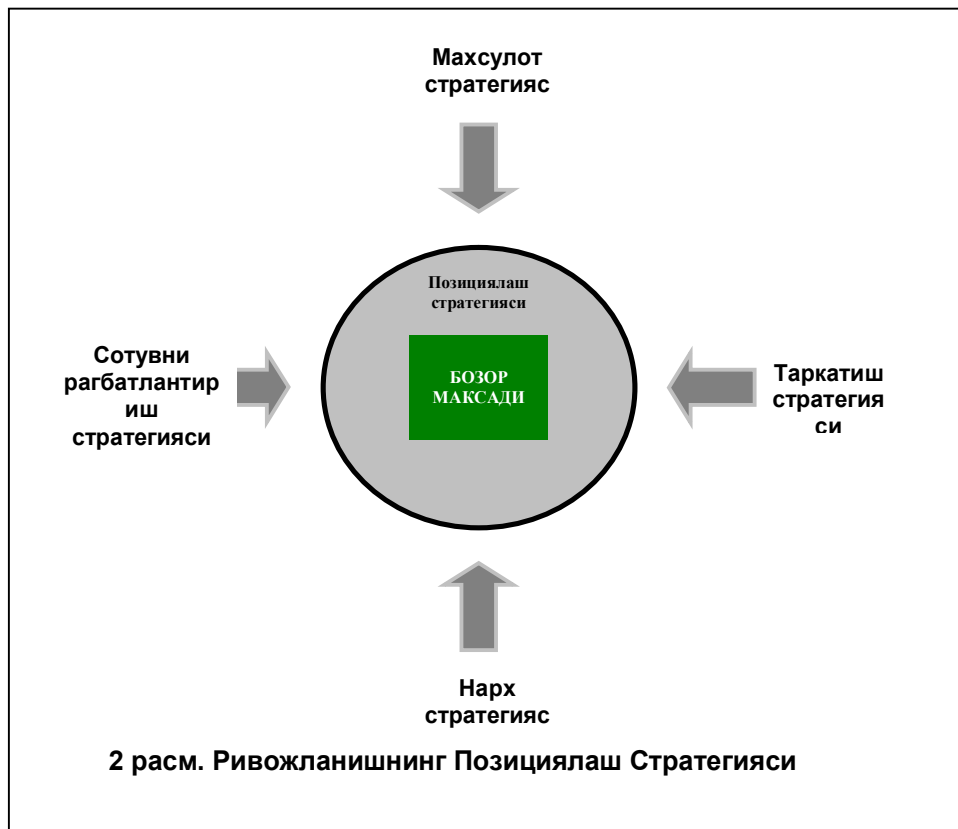 Махсулот
стратегияс
Позициялаш
стратегияси
БОЗОР
МАКСАДИ
Сотувни
рагбатлантир
иш
стратегияси
Таркатиш
стратегия
си
Нарх
стратегияс
2 расм. Ривожланишнинг Позициялаш Стратегияси